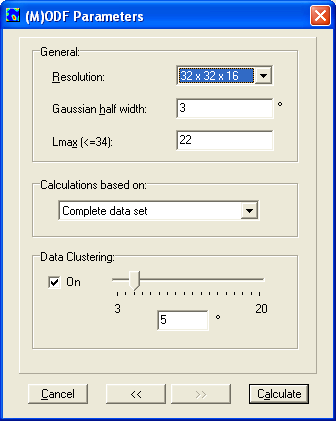 (M)ODF Parameters
General:
Resolution: 32 x 32 x 16
Gaussian half width: 3 °
Lmax (<=34): 22
Calculations based on:
Complete data set
Data Clustering:
On
3 20
5 °
Cancel << >> Calculate